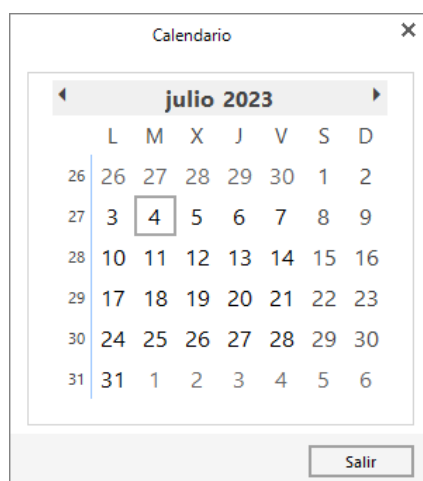 Calendario
julio 2023
L M X J V S D
26 26 27 28 29 30 1 2
27 3 4 5 6 7 8 9
28 10 11 12 13 14 15 16
29 17 18 19 20 21 22 23
30 24 25 26 27 28 29 30
31 31 1 2 3 4 5 6
Salir